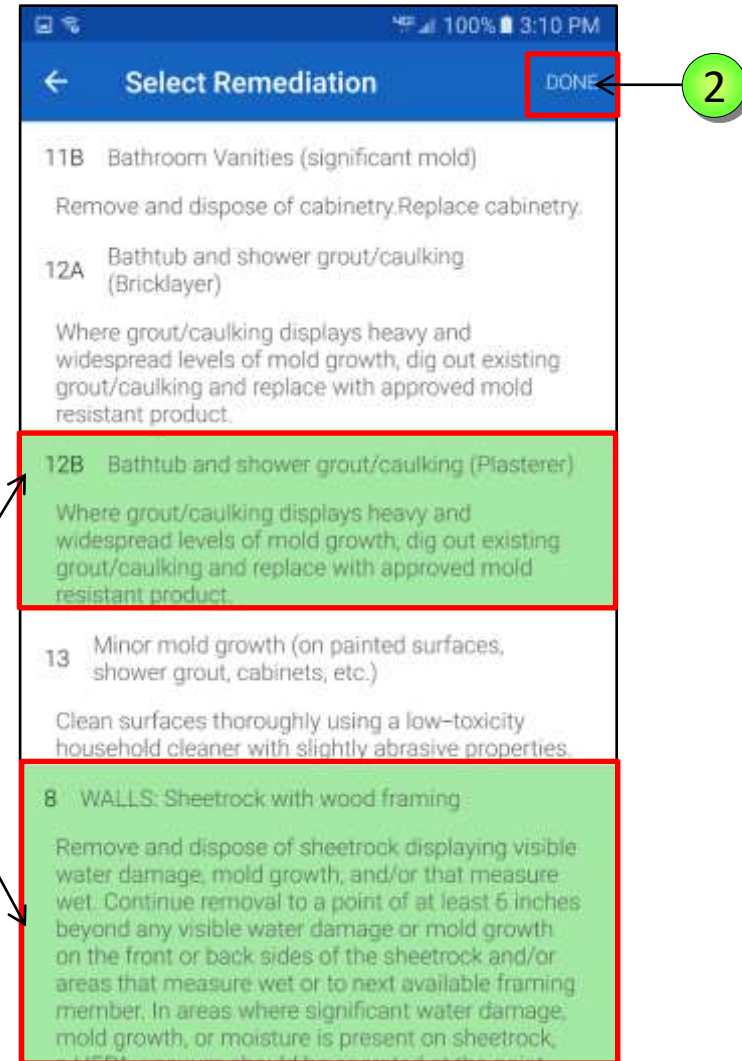 4GE 100% 3:10 PM
Select Remediation DONE
2
11B Bathroom Vanities (significant mold)
Remove and dispose of cabinetry.Replace cabinetry.
12A Bathtub and shower grout/caulking
(Bricklayer)
Where grout/caulking displays heavy and
widespread levels of mold growth, dig out existing
grout/caulking and replace with approved mold
resistant product.
12B Bathtub and shower grout/caulking (Plasterer)
Where grout/caulking displays heavy and
widespread levels of mold growth, dig out existing
grout/caulking and replace with approved mold
resistant product.
13 Minor mold growth (on painted surfaces,
shower grout, cabinets, etc.)
Clean surfaces thoroughly using a low-toxicity
household cleaner with slightly abrasive properties.
8 WALLS: Sheetrock with wood framing
Remove and dispose of sheetrock displaying visible
water damage, mold growth, and/or that measure
wet. Continue removal to a point of at least 6 inches
beyond any visible water damage or mold growth
on the front or back sides of the sheetrock and/or
areas that measure wet or to next available framing
member. In areas where significant water damage,
mold growth, or moisture is present on sheetrock,